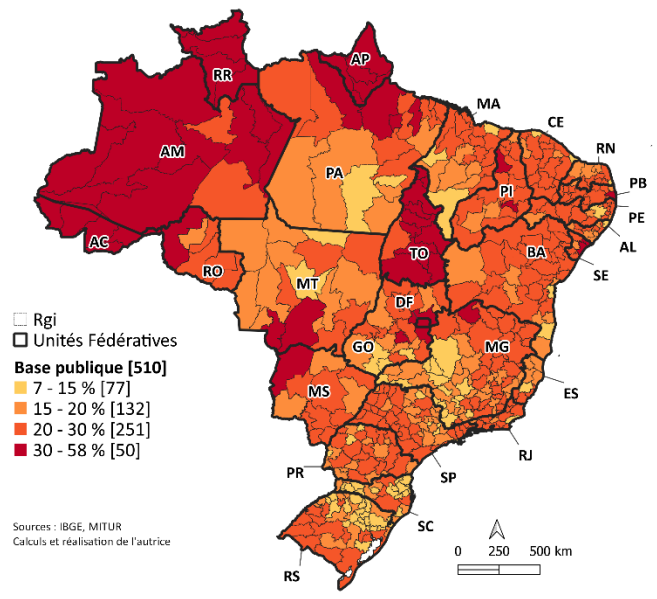 AP
RR
MA
CE
AM
RN
PA
PI
PB
PE
AC
TO
AL
BA
RO
SE
MT
DF
Rgi
Unités Fédératives
GO
MG
Base publique [510]
7 - 15 % [77]
MS
ES
15 - 20 % [132]
20 - 30 % [251]
30 - 58 % [50]
RJ
PR
SP
SC
Sources : IBGE, MITUR
Calculs et réalisation de l'autrice
0 250 500 km
RS